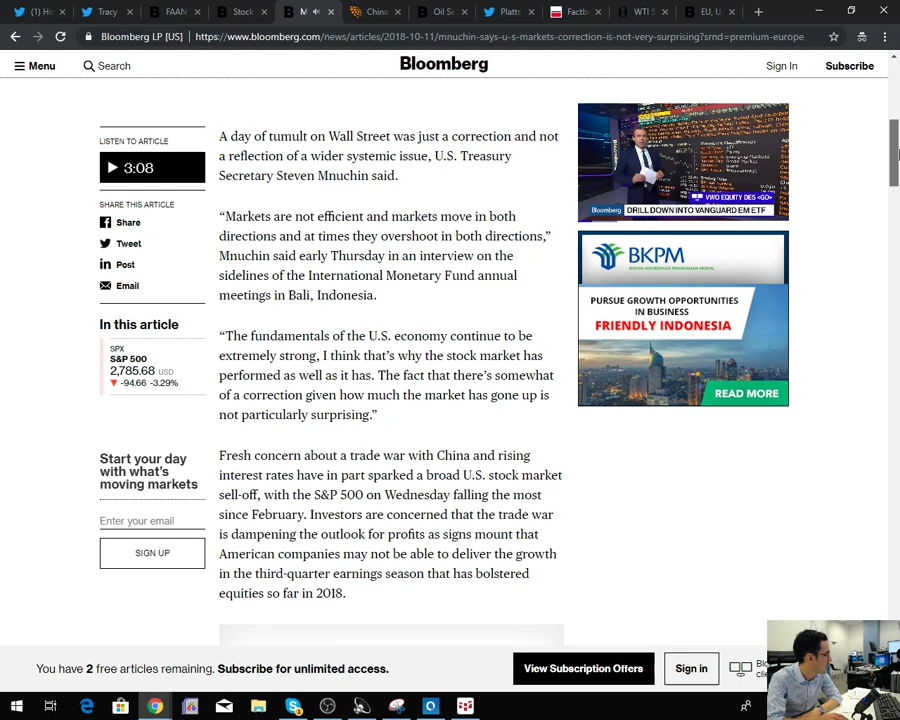 (1) Ho
Tracy
FAAN
Stock
M
China
Oil Se
Platts
Factb
WTI S
EU, U
Bloomberg LP [US]
https://www.bloomberg.com/news/articles/2018-10-11/mnuchin-says-u-s-markets-correction-is-not-very-surprising?srnd=premium-europe
Menu
Search
Bloomberg
Sign In
Subscribe
LISTEN TO ARTICLE
3:08
SHARE THIS ARTICLE
Share
Tweet
Post
Email
In this article
SPX
S&P 500
2,785.68 USD
▼ -94.66 -3.29%
Start your day
with what's
moving markets
Enter your email
SIGN UP
A day of tumult on Wall Street was just a correction and not
a reflection of a wider systemic issue, U.S. Treasury
Secretary Steven Mnuchin said.
“Markets are not efficient and markets move in both
directions and at times they overshoot in both directions,”
Mnuchin said early Thursday in an interview on the
sidelines of the International Monetary Fund annual
meetings in Bali, Indonesia.
“The fundamentals of the U.S. economy continue to be
extremely strong, I think that’s why the stock market has
performed as well as it has. The fact that there’s somewhat
of a correction given how much the market has gone up is
not particularly surprising.”
Fresh concern about a trade war with China and rising
interest rates have in part sparked a broad U.S. stock market
sell-off, with the S&P 500 on Wednesday falling the most
since February. Investors are concerned that the trade war
is dampening the outlook for profits as signs mount that
American companies may not be able to deliver the growth
in the third-quarter earnings season that has bolstered
equities so far in 2018.
VWO EQUITY DES <GO>
Bloomberg
DRILL DOWN INTO VANGUARD EM ETF
BKPM
BADAN KOORDINASI PENANAMAN MODAL
PURSUE GROWTH OPPORTUNITIES
IN BUSINESS
FRIENDLY INDONESIA
READ MORE
You have 2 free articles remaining. Subscribe for unlimited access.
View Subscription Offers
Sign in